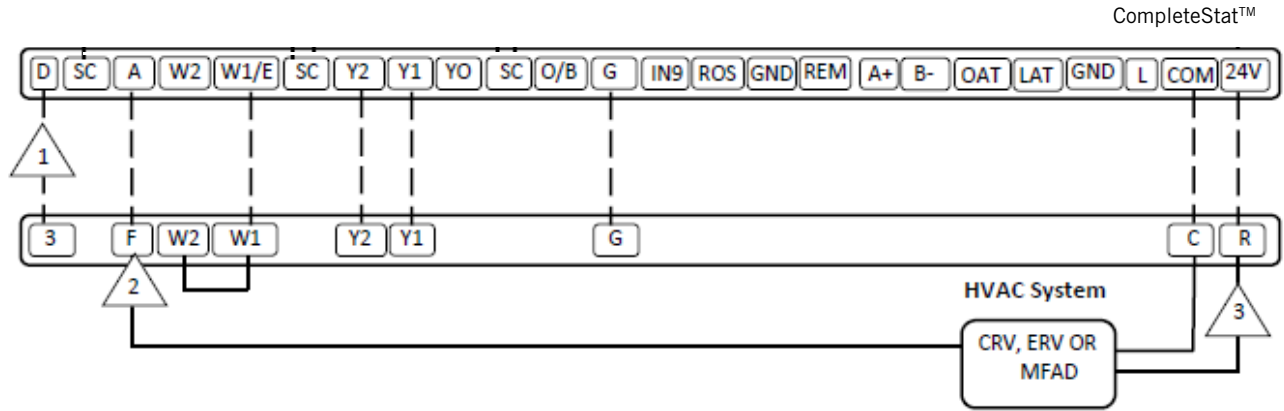 CompleteStat™
D SC A W2 W1/E SC Y2 Y1 YO SC O/B G IN9 ROS GND REM A+ B- OAT LAT GND L COM 24V
1
3 F W2 W1 Y2 Y1 G C R
2
HVAC System
3
CRV, ERV OR
MFAD